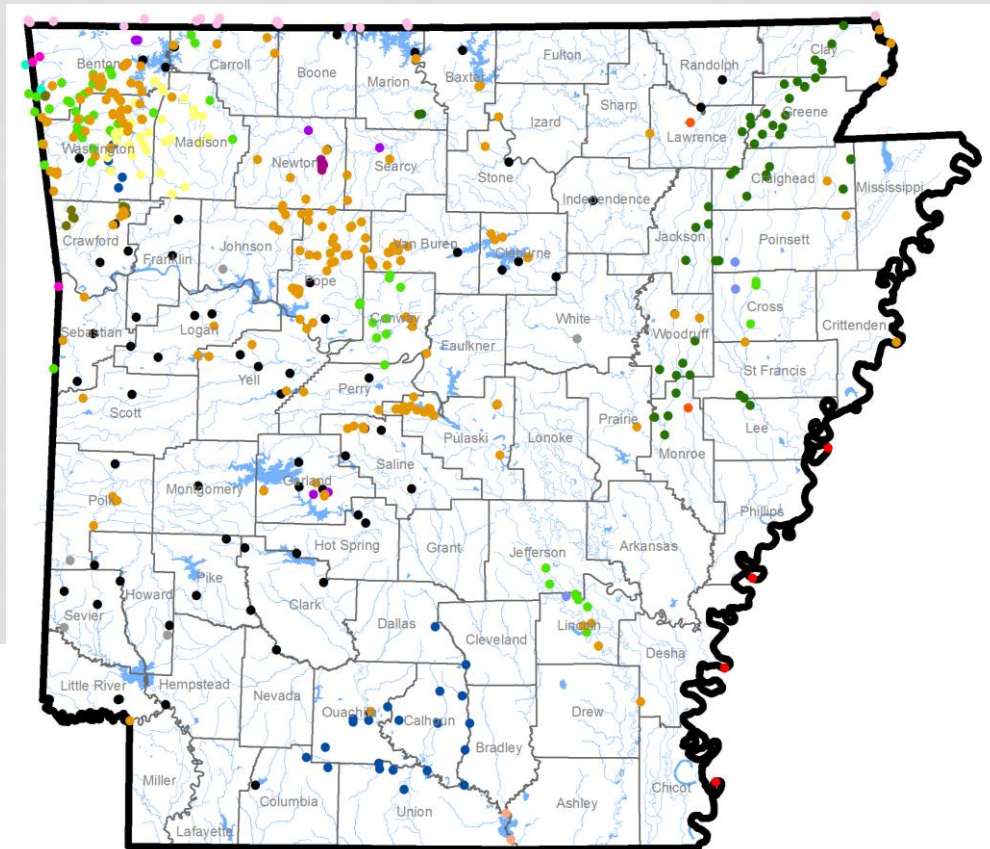 Benton
Carroll
Boone
Marion
Baxter
Fulton
Randolph
Clay
Sharp
Izard
Greene
Lawrence
Washington
Madison
Newton
Searcy
Stone
Independence
Craighead
Mississippi
Crawford
Franklin
Johnson
Van Buren
Cleburne
Jackson
Poinsett
Pope
Conway
White
Woodruff
Cross
Crittenden
Sebastian
Logan
Faulkner
Yell
Perry
St Francis
Scott
Pulaski
Lonoke
Prairie
Lee
Monroe
Saline
Polk
Montgomery
Garland
Phillips
Hot Spring
Grant
Jefferson
Arkansas
Howard
Pike
Clark
Sevier
Dallas
Cleveland
Lincoln
Desha
Little River
Hempstead
Nevada
Ouachita
Calhoun
Drew
Bradley
Miller
Columbia
Union
Ashley
Chicot
Lafayette